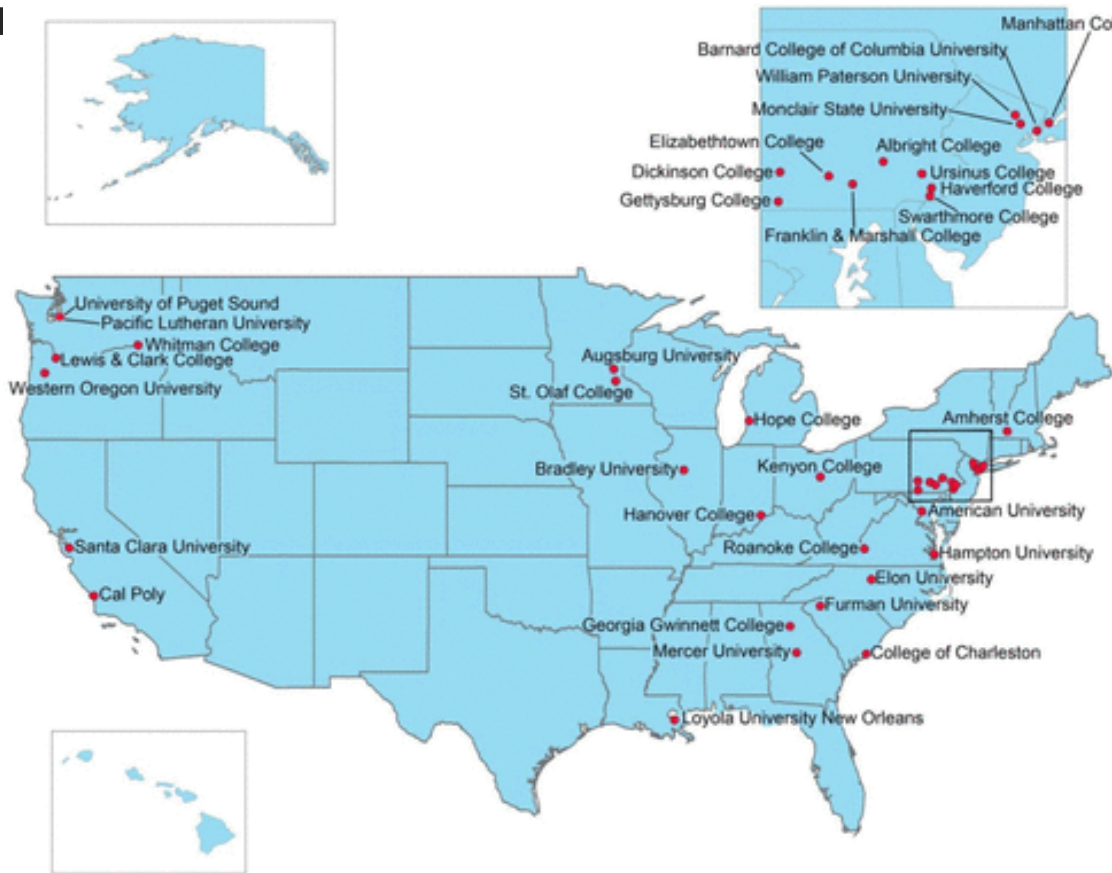 Manhattan Co
Barnard College of Columbia University
William Paterson University
Monclair State University
Elizabethtown College
Albright College
Dickinson College
Ursinus College
Haverford College
Gettysburg College
Swarthmore College
Franklin & Marshall College
University of Puget Sound
Pacific Lutheran University
Whitman College
Lewis & Clark College
Western Oregon University
Augsburg University
St. Olaf College
Hope College
Amherst College
Bradley University
Kenyon College
Hanover College
American University
Santa Clara University
Roanoke College
Hampton University
Elon University
Cal Poly
Furman University
Georgia Gwinnett College
Mercer University
College of Charleston
Loyola University New Orleans